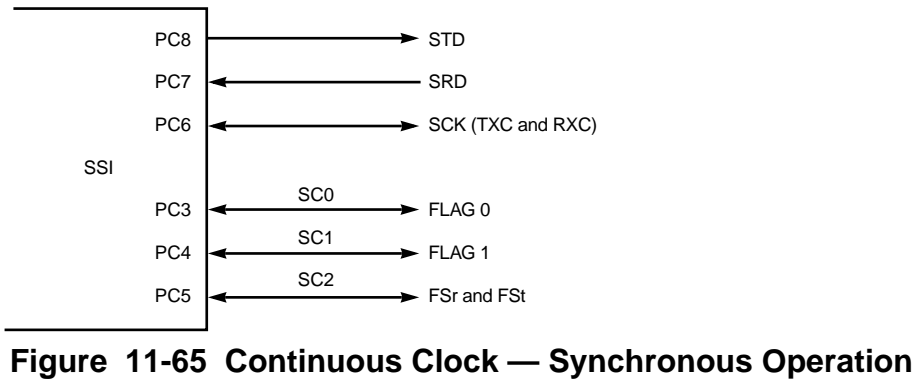 PC8 STD
PC7 SRD
PC6 SCK (TXC and RXC)
SSI
PC3 SC0 FLAG 0
PC4 SC1 FLAG 1
PC5 SC2 FSr and FSt
Figure 11-65 Continuous Clock — Synchronous Operation